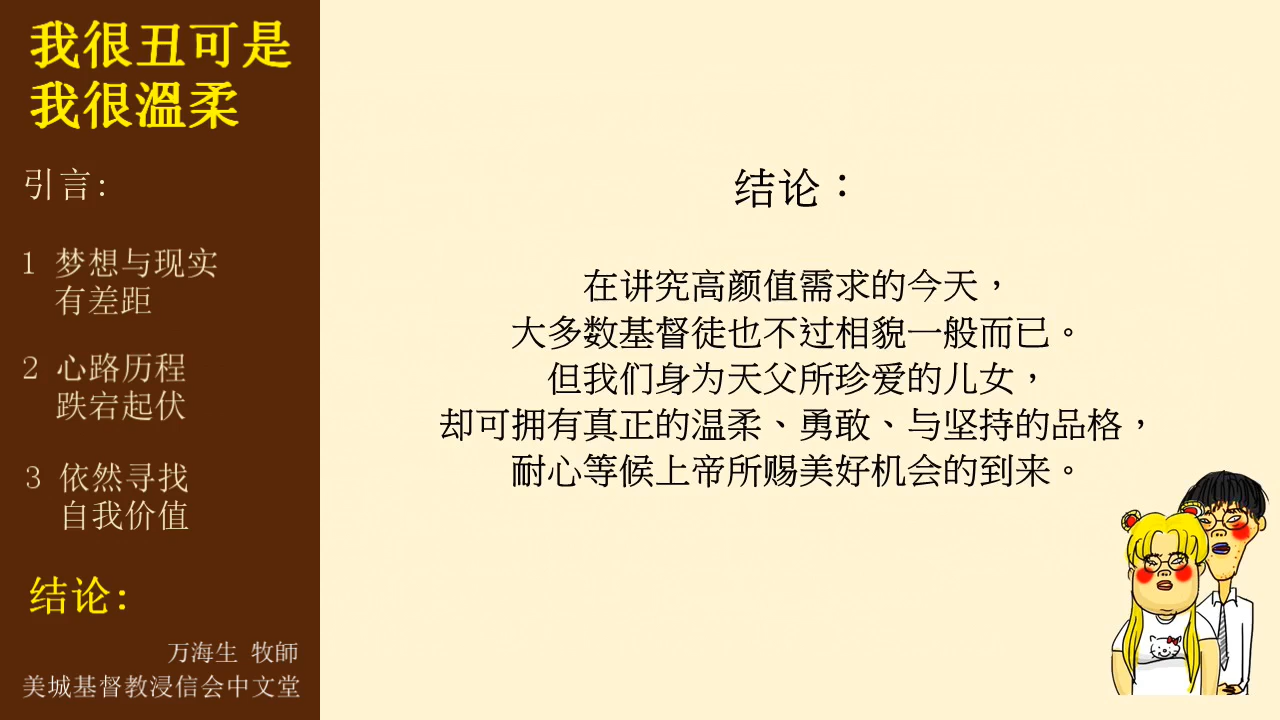 我很丑可是
我很溫柔
引言:
1 梦想与现实
有差距
2 心路历程
跌宕起伏
3 依然寻找
自我价值
结论:
万海生 牧師
美城基督教浸信会中文堂
结论：
在讲究高颜值需求的今天，
大多数基督徒也不过相貌一般而已。
但我们身为天父所珍爱的儿女，
却可拥有真正的温柔、勇敢、与坚持的品格，
耐心等候上帝所赐美好机会的到来。